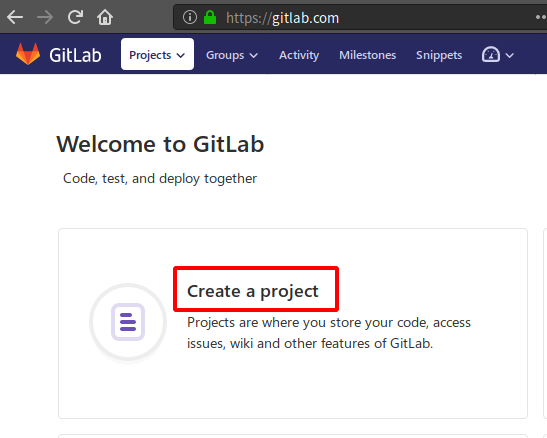 https://gitlab.com
GitLab Projects Groups Activity Milestones Snippets
Welcome to GitLab
Code, test, and deploy together
Create a project
Projects are where you store your code, access
issues, wiki and other features of GitLab.